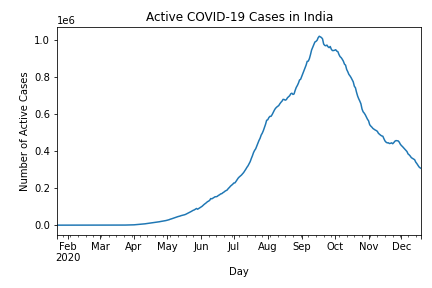 Active COVID-19 Cases in India
1e6
1.0
0.8
0.6
0.4
0.2
0.0
Number of Active Cases
Feb Mar Apr May Jun Jul Aug Sep Oct Nov Dec
2020
Day